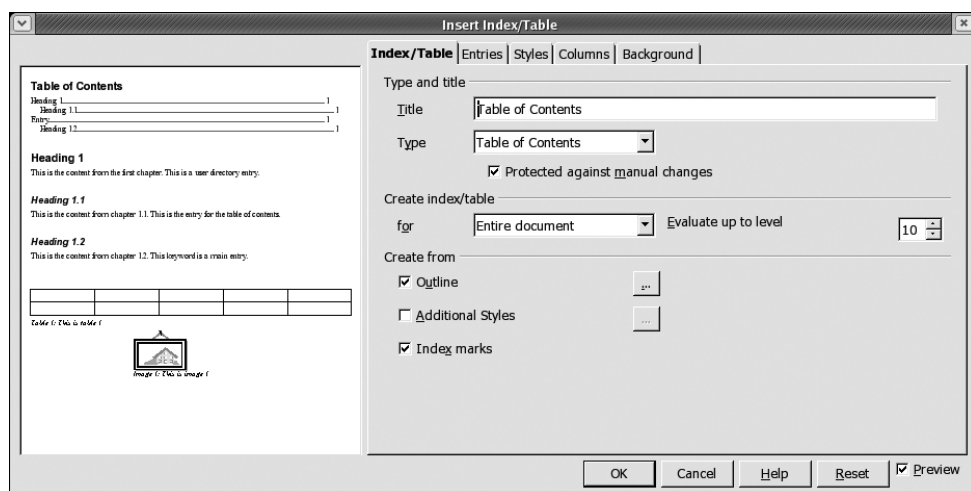 Insert Index/Table
Index/Table Entries Styles Columns Background
Table of Contents
Heading 1 1
Heading 1.1 1
Entry 1
Heading 1.2 1
Heading 1
This is the content from the first chapter. This is a user directory entry.
Heading 1.1
This is the content from chapter 1.1. This is the entry for the table of contents.
Heading 1.2
This is the content from chapter 1.2. This keyword is a main entry.
Table 1: This is table 1
Image 1: This is image 1
Type and title
Title Table of Contents
Type Table of Contents
Protected against manual changes
Create index/table
for Entire document Evaluate up to level 10
Create from
Outline ...
Additional Styles ...
Index marks
OK Cancel Help Reset Preview